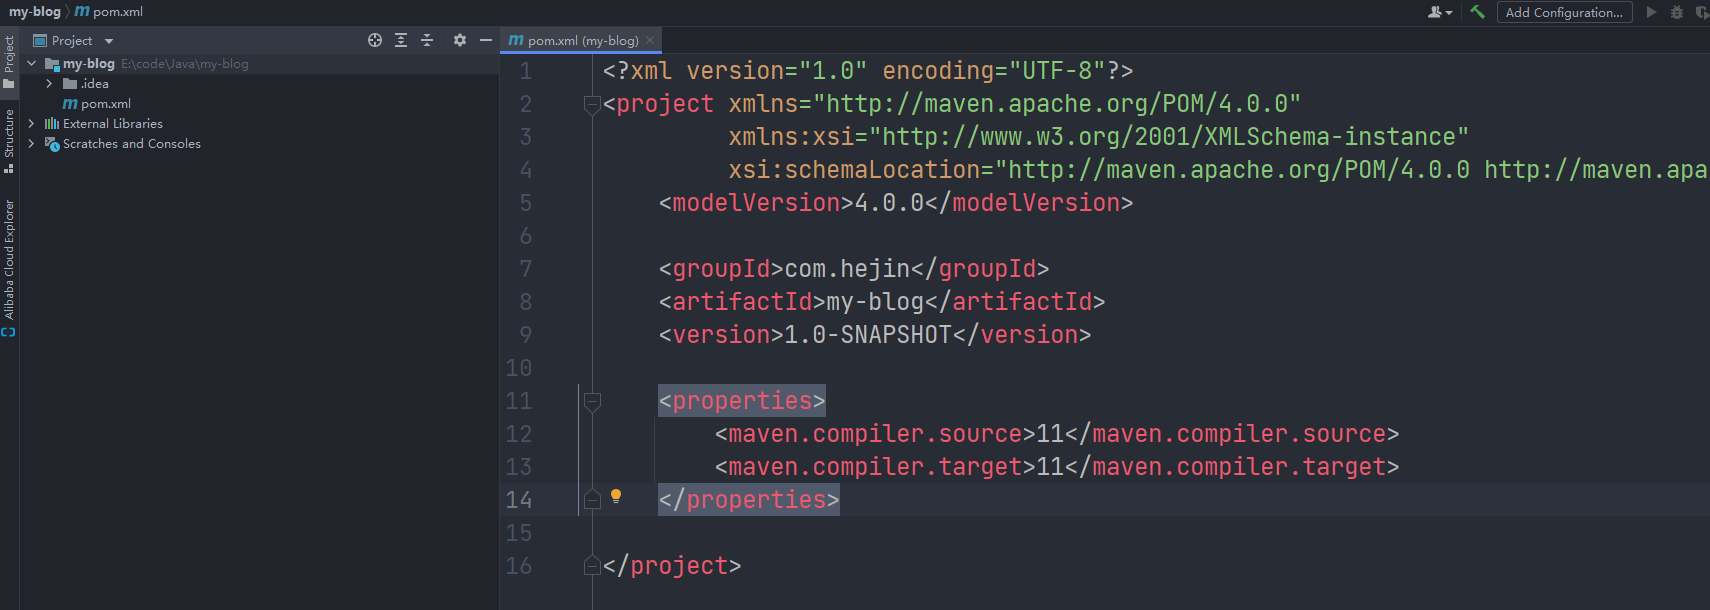 my-blog pom.xml
Add Configuration...
Project
my-blog E:\code\Java\my-blog
.idea
pom.xml
External Libraries
Scratches and Consoles
Project
Structure
Alibaba Cloud Explorer
pom.xml (my-blog)
1 <?xml version="1.0" encoding="UTF-8"?>
2 <project xmlns="http://maven.apache.org/POM/4.0.0"
3 xmlns:xsi="http://www.w3.org/2001/XMLSchema-instance"
4 xsi:schemaLocation="http://maven.apache.org/POM/4.0.0 http://maven.apa
5 <modelVersion>4.0.0</modelVersion>
6
7 <groupId>com.hejin</groupId>
8 <artifactId>my-blog</artifactId>
9 <version>1.0-SNAPSHOT</version>
10
11 <properties>
12 <maven.compiler.source>11</maven.compiler.source>
13 <maven.compiler.target>11</maven.compiler.target>
14 </properties>
15
16 </project>